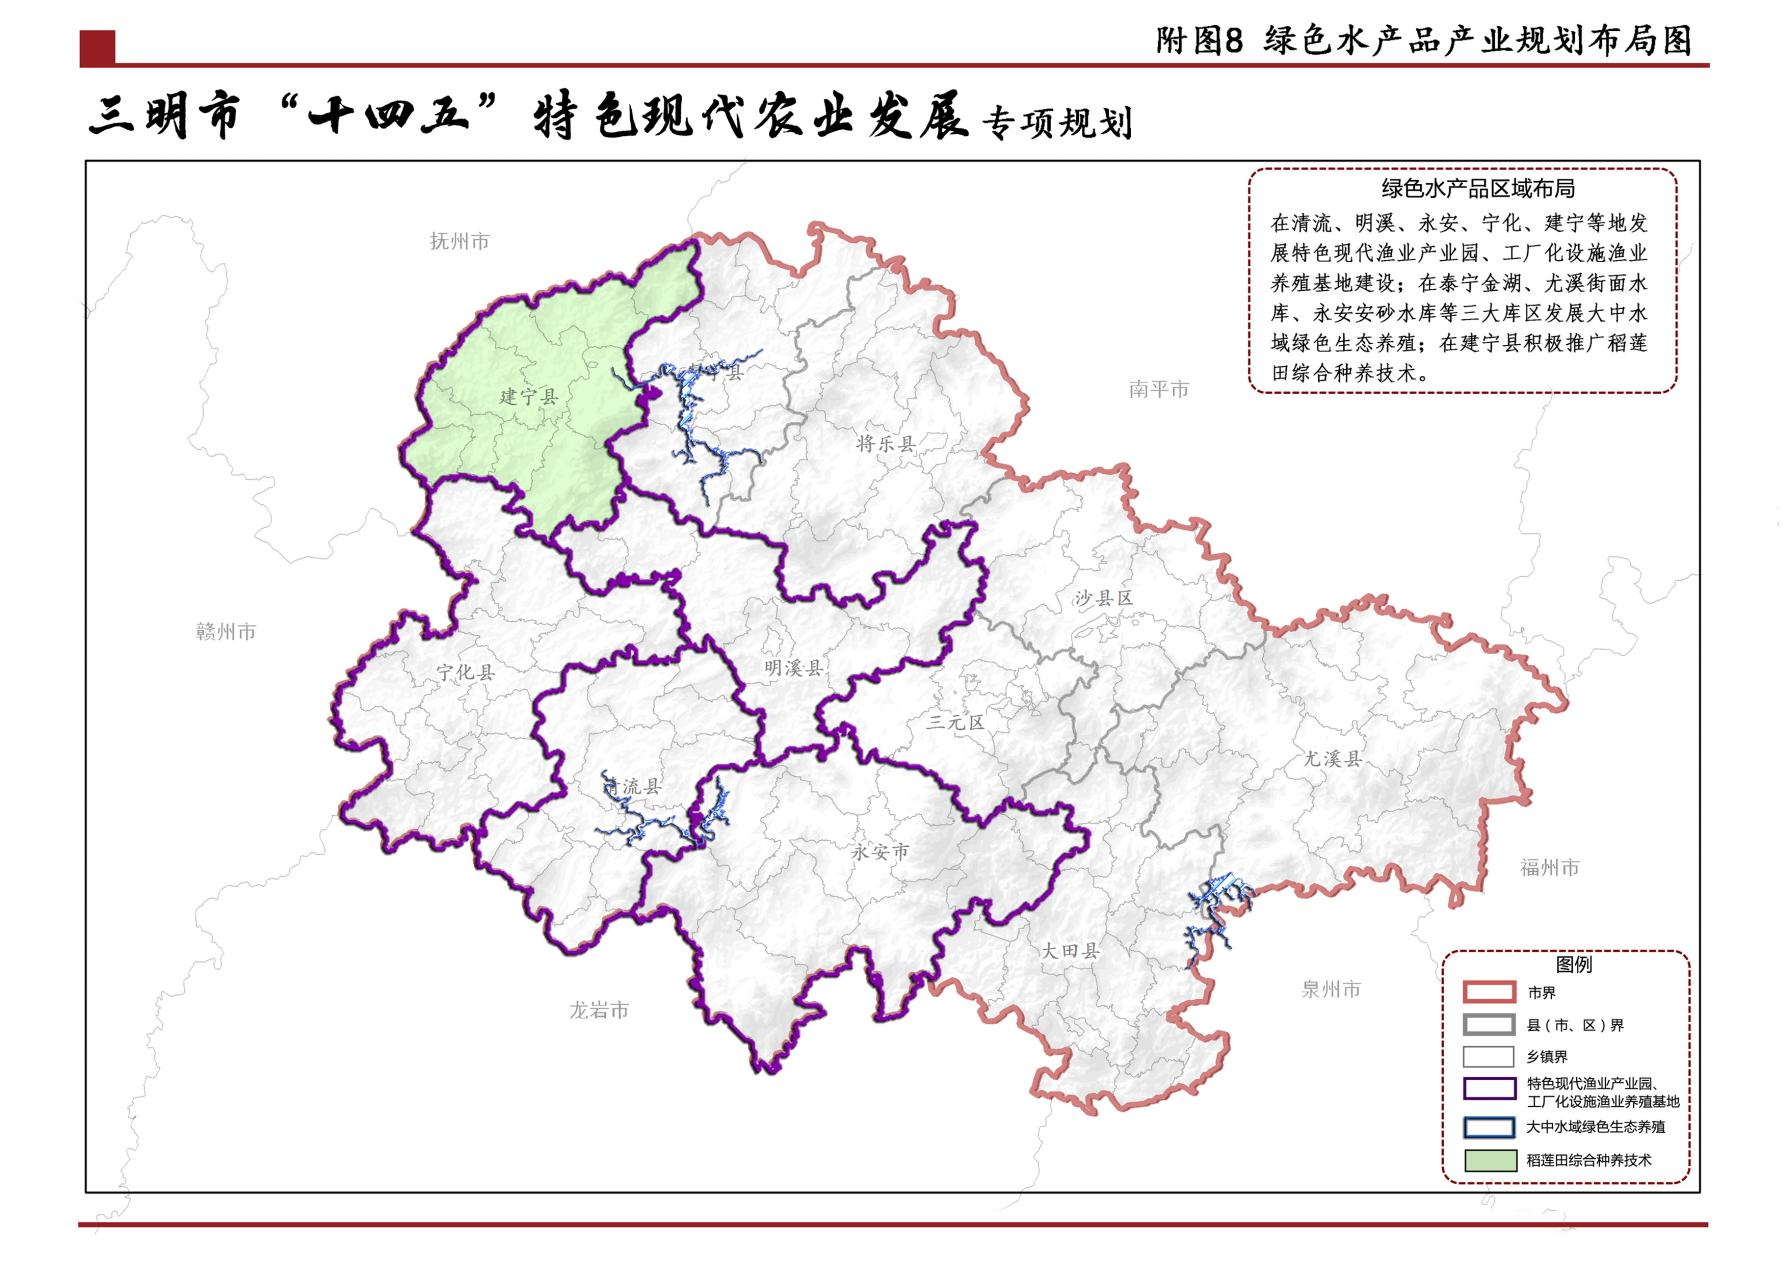 附图8 绿色水产品产业规划布局图
三明市“十四五”特色现代农业发展专项规划
绿色水产品区域布局
在清流、明溪、永安、宁化、建宁等地发
展特色现代渔业产业园、工厂化设施渔业
养殖基地建设；在泰宁金湖、尤溪街面水
库、永安安砂水库等三大库区发展大中水
域绿色生态养殖；在建宁县积极推广稻莲
田综合种养技术。
抚州市
南平市
建宁县
宁县
将乐县
沙县区
赣州市
宁化县
明溪县
三元区
尤溪县
清流县
永安市
福州市
大田县
泉州市
龙岩市
图例
市界
县（市、区）界
乡镇界
特色现代渔业产业园、
工厂化设施渔业养殖基地
大中水域绿色生态养殖
稻莲田综合种养技术